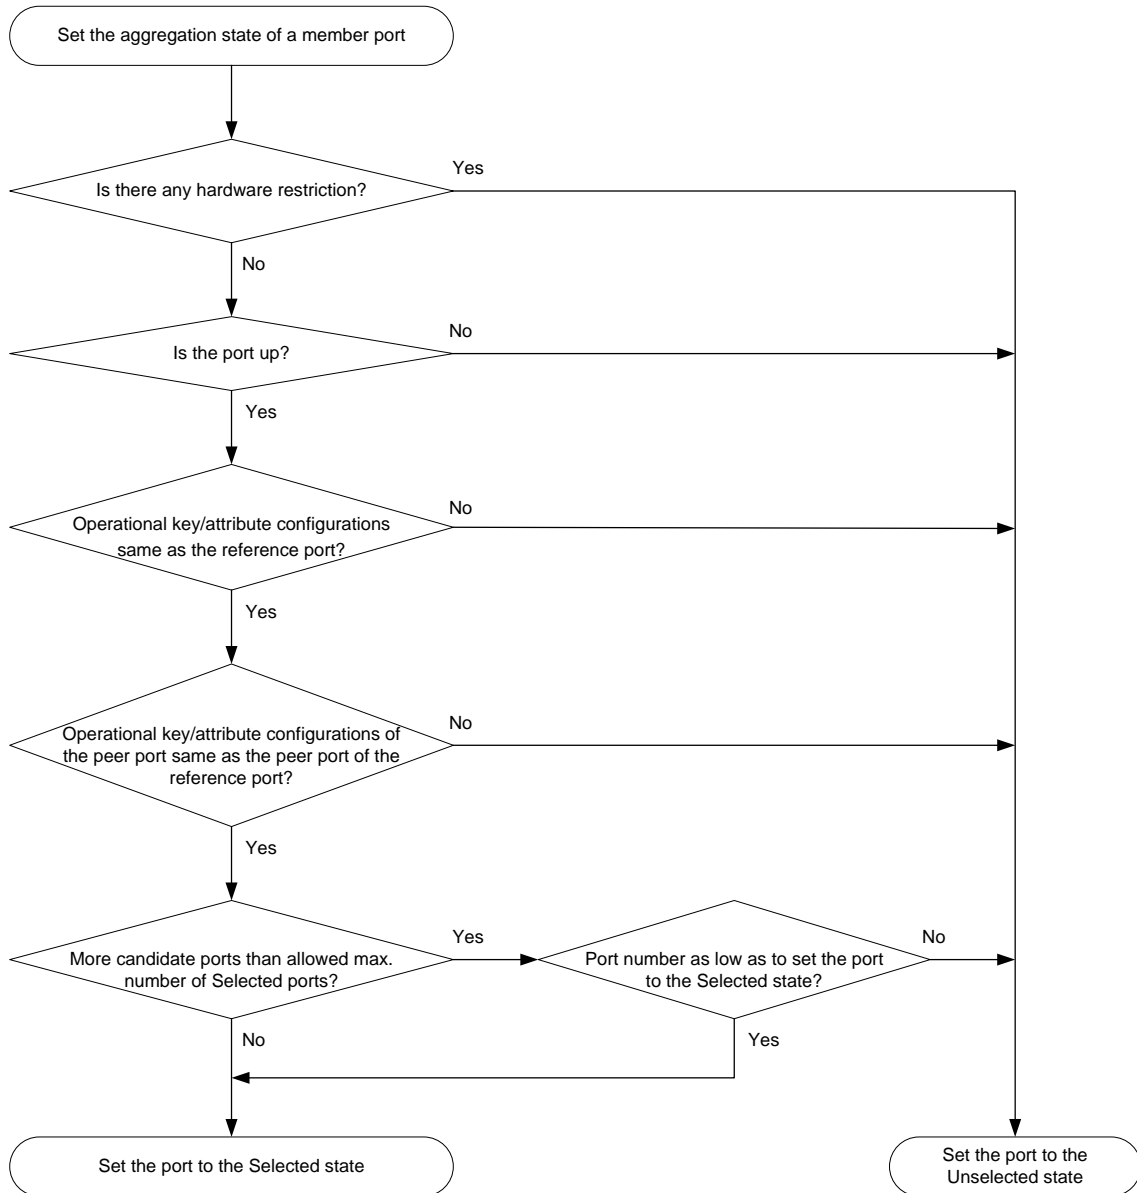 Set the aggregation state of a member port
Yes
Is there any hardware restriction?
No
No
Is the port up?
Yes
No
Operational key/attribute configurations
same as the reference port?
Yes
No
Operational key/attribute configurations of
the peer port same as the peer port of the
reference port?
Yes
Yes
More candidate ports than allowed max.
number of Selected ports?
No
Port number as low as to set the port
to the Selected state?
No
Yes
Set the port to the Selected state
Set the port to the
Unselected state